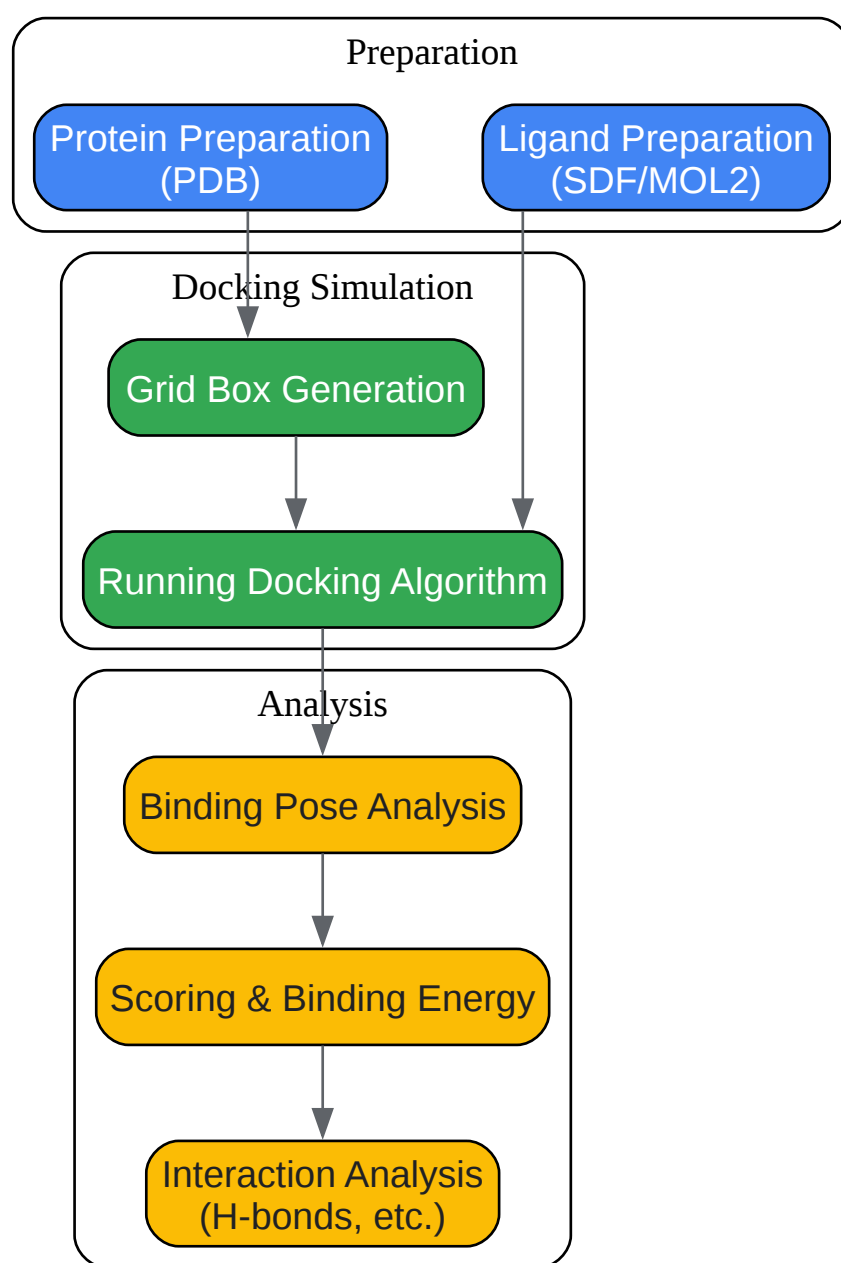 Preparation
Protein Preparation
(PDB)
Ligand Preparation
(SDF/MOL2)
Docking Simulation
Grid Box Generation
Running Docking Algorithm
Analysis
Binding Pose Analysis
Scoring & Binding Energy
Interaction Analysis
(H-bonds, etc.)